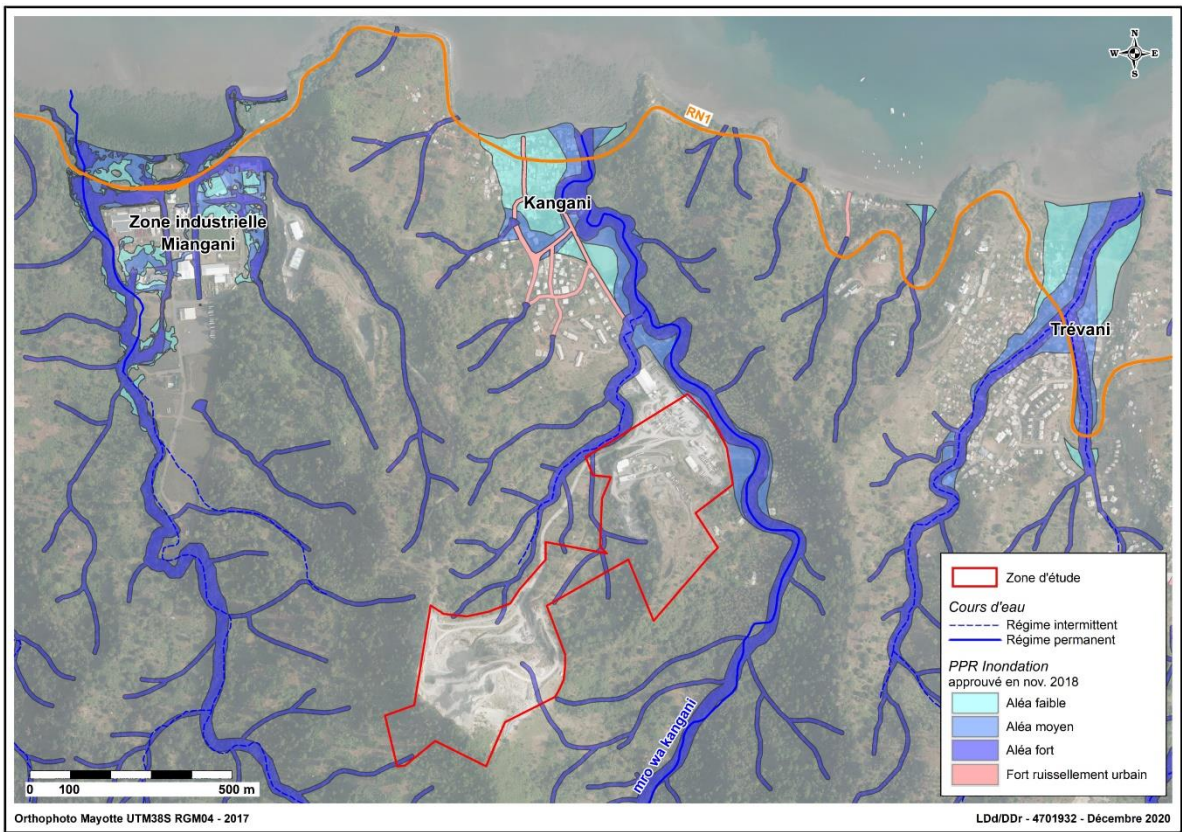 N
W E
S
RN1
Kangani
Zone industrielle
Miangani
Trévani
mro wa kangani
Zone d'étude
Cours d'eau
Régime intermittent
Régime permanent
PPR Inondation
approuvé en nov. 2018
Aléa faible
Aléa moyen
Aléa fort
Fort ruissellement urbain
0 100 500 m
Orthophoto Mayotte UTM38S RGM04 - 2017
LDd/DDr - 4701932 - Décembre 2020